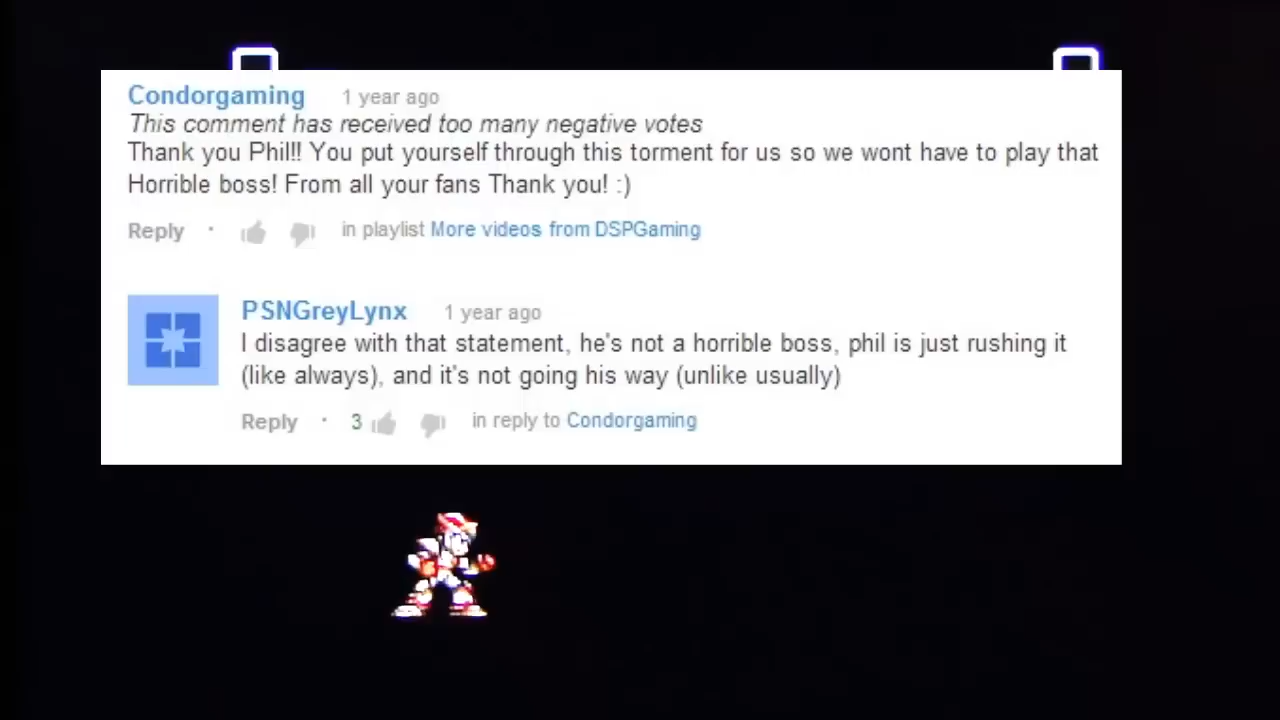 Condorgaming 1 year ago
This comment has received too many negative votes
Thank you Phil!! You put yourself through this torment for us so we wont have to play that
Horrible boss! From all your fans Thank you! :)
Reply · in playlist More videos from DSPGaming
PSNGreyLynx 1 year ago
I disagree with that statement, he's not a horrible boss, phil is just rushing it
(like always), and it's not going his way (unlike usually)
Reply · 3 in reply to Condorgaming